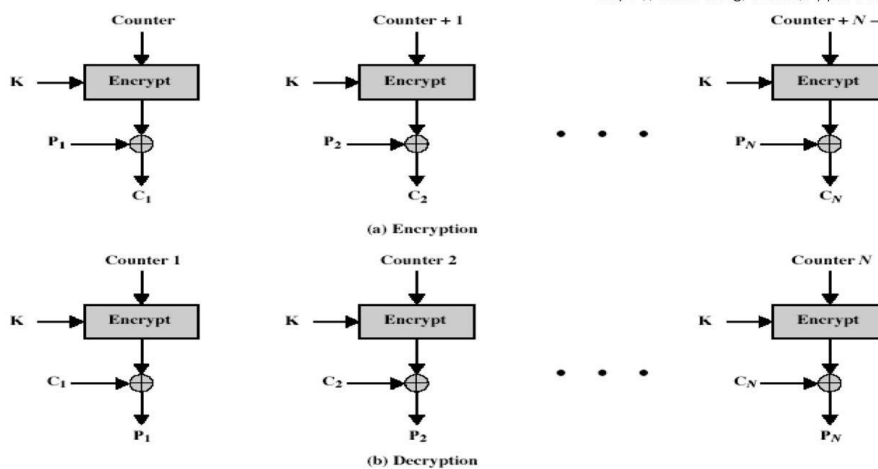 Counter Counter + 1 Counter + N –
K Encrypt K Encrypt K Encrypt
P1 P2 PN
C1 C2 CN
(a) Encryption
Counter 1 Counter 2 Counter N
K Encrypt K Encrypt K Encrypt
C1 C2 CN
P1 P2 PN
(b) Decryption